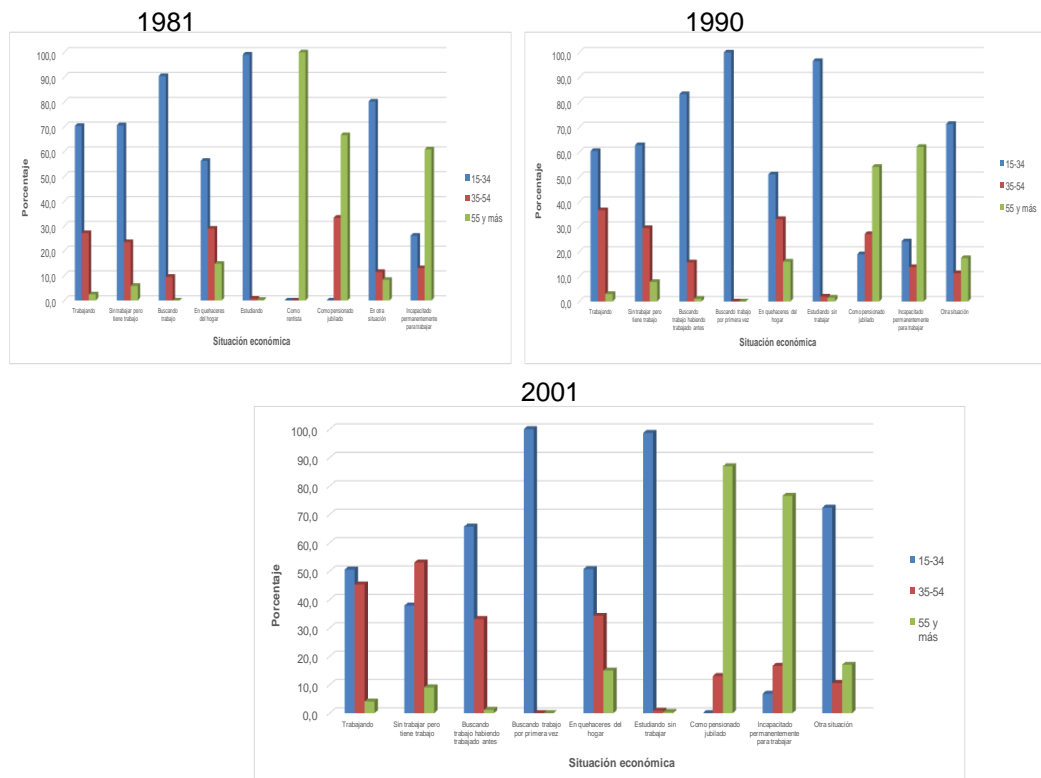 1981
100,0
90,0
80,0
70,0
60,0
50,0
40,0
30,0
20,0
10,0
0,0
Porcentaje
Trabajando
Sin trabajar pero
tiene trabajo
Buscando
trabajo
En quehaceres
del hogar
Estudiando
Como
rentista
Como pensionado
jubilado
En otra
situación
Incapacitado
permanentemente
para trabajar
Situación económica
15-34
35-54
55 y más
1990
100,0
90,0
80,0
70,0
60,0
50,0
40,0
30,0
20,0
10,0
0,0
Porcentaje
Trabajando
Sin trabajar pero
tiene trabajo
Buscando
trabajo habiendo
trabajado antes
Buscando trabajo
por primera vez
En quehaceres
del hogar
Estudiando sin
trabajar
Como pensionado
jubilado
Incapacitado
permanentemente
para trabajar
Otra situación
Situación económica
15-34
35-54
55 y más
2001
100,0
90,0
80,0
70,0
60,0
50,0
40,0
30,0
20,0
10,0
0,0
Porcentaje
Trabajando
Sin trabajar pero
tiene trabajo
Buscando
trabajo habiendo
trabajado antes
Buscando trabajo
por primera vez
En quehaceres del
hogar
Estudiando sin
trabajar
Como pensionado
jubilado
Incapacitado
permanentemente
para trabajar
Otra situación
Situación económica
15-34
35-54
55 y
más